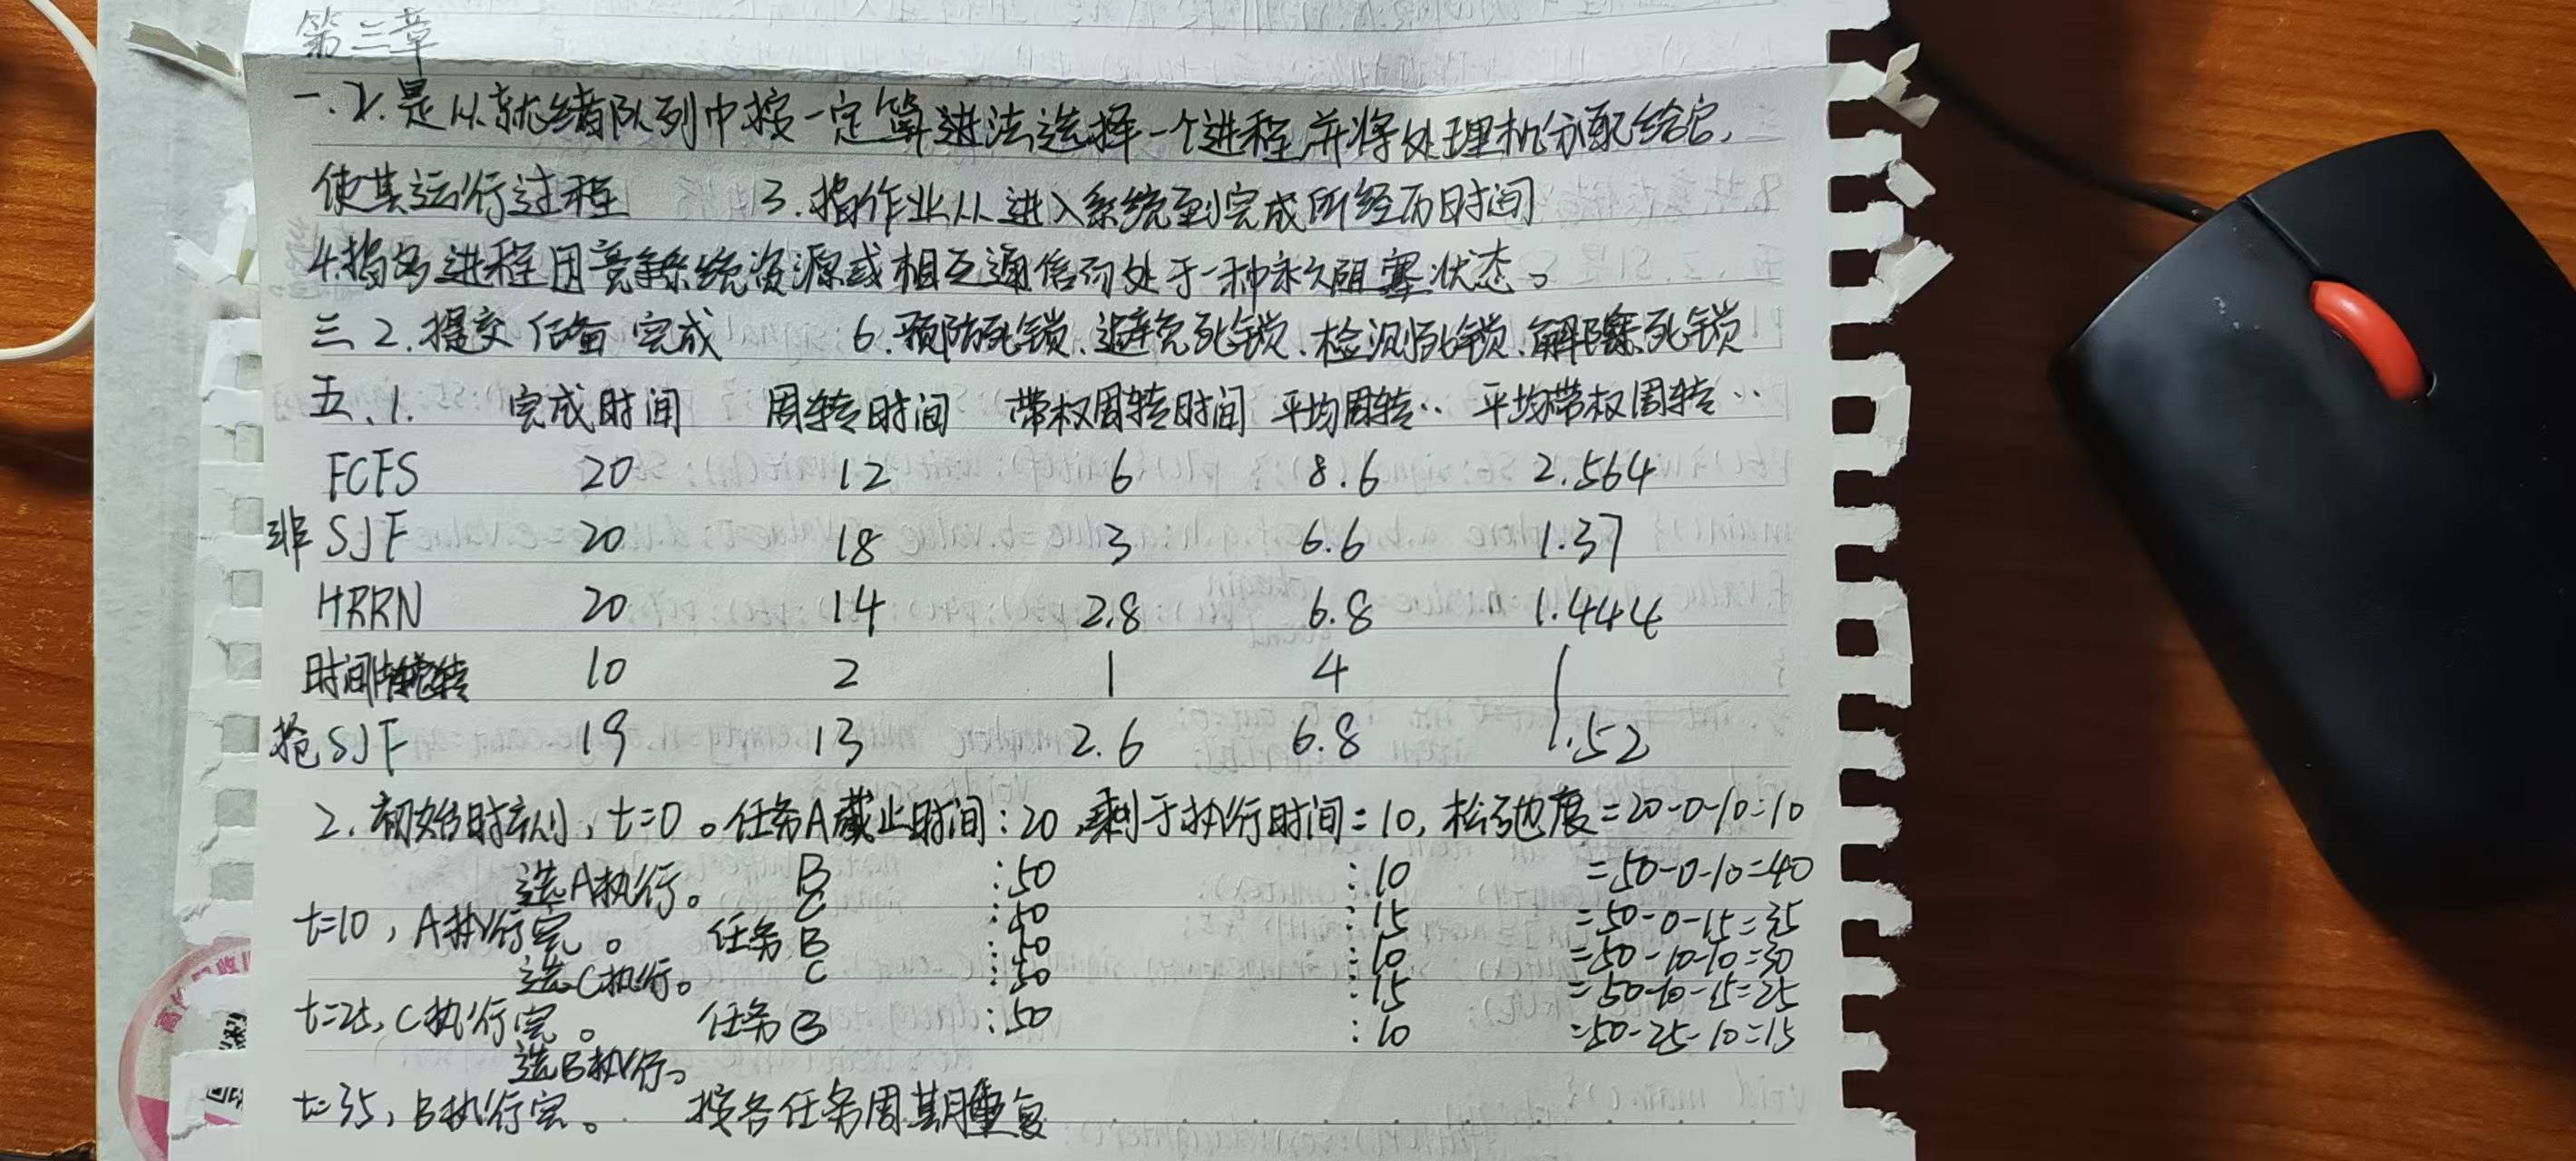 第三章
一.2.是从就绪队列中按一定算法选择一个进程并将处理机分配给它,
使其运行过程 3.指作业从进入系统到完成所经历时间
4.指多进程因竞争系统资源或相互通信而处于一种永久阻塞状态。
三 2.提交 后备 完成 6.预防死锁、避免死锁、检测死锁、解除死锁
五、1. 完成时间 周转时间 带权周转时间 平均周转·· 平均带权周转··
FCFS 20 12 6 8.6 2.564
非SJF 20 18 3 6.6 1.37
HRRN 20 14 2.8 6.8 1.444
时间片轮转 10 2 1 4 1
抢SJF 19 13 2.6 6.8 1.52
2.初始时刻,t=0。任务A截止时间:20,剩于执行时间=10,松弛度=20-0-10=10
选A执行。 B :50 :10 =50-0-10=40
C :50 :15 =50-0-15=35
t=10,A执行完。 任务B :50 :10 =50-10-10=30
选C执行。 C :50 :15 =50-10-15=25
t=25,C执行完。 任务B :50 :10 =50-25-10=15
选B执行。
t=35,B执行完。 按各任务周期重复......